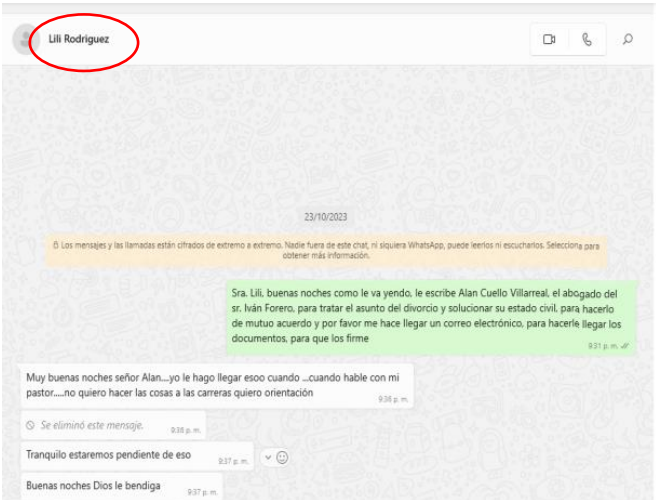 Lili Rodriguez
23/10/2023
Los mensajes y las llamadas están cifrados de extremo a extremo. Nadie fuera de este chat, ni siquiera WhatsApp, puede leerlos ni escucharlos. Selecciona para
obtener más información.
Sra. Lili, buenas noches como le va yendo, le escribe Alan Cuello Villarreal, el abogado del
sr. Iván Forero, para tratar el asunto del divorcio y solucionar su estado civil, para hacerlo
de mutuo acuerdo y por favor me hace llegar un correo electrónico, para hacerle llegar los
documentos, para que los firme
9:31 p. m.
Muy buenas noches señor Alan....yo le hago llegar esoo cuando ...cuando hable con mi
pastor.....no quiero hacer las cosas a las carreras quiero orientación
9:36 p. m.
Se eliminó este mensaje.
9:38 p. m.
Tranquilo estaremos pendiente de eso
9:37 p. m.
Buenas noches Dios le bendiga
9:37 p. m.